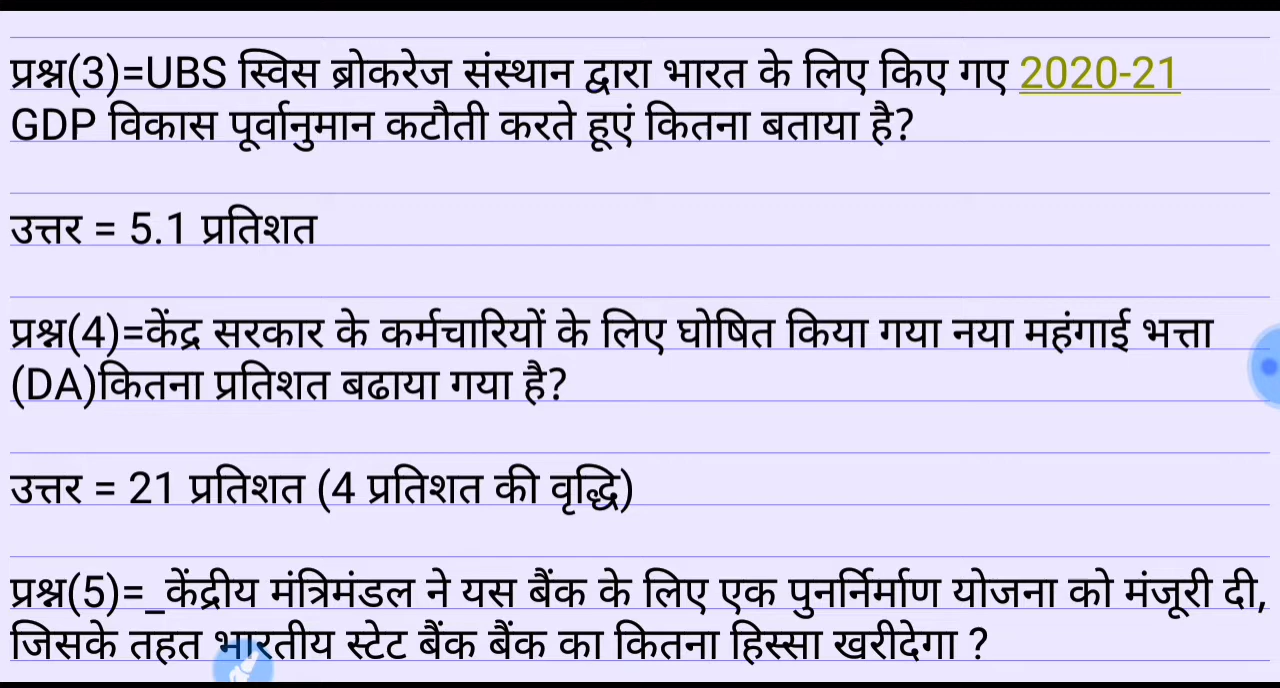 प्रश्न(3)=UBS स्विस ब्रोकरेज संस्थान द्वारा भारत के लिए किए गए 2020-21
GDP विकास पूर्वानुमान कटौती करते हूएं कितना बताया है?
उत्तर = 5.1 प्रतिशत
प्रश्न(4)=केंद्र सरकार के कर्मचारियों के लिए घोषित किया गया नया महंगाई भत्ता
(DA)कितना प्रतिशत बढाया गया है?
उत्तर = 21 प्रतिशत (4 प्रतिशत की वृद्धि)
प्रश्न(5)=_केंद्रीय मंत्रिमंडल ने यस बैंक के लिए एक पुनर्निर्माण योजना को मंजूरी दी,
जिसके तहत भारतीय स्टेट बैंक बैंक का कितना हिस्सा खरीदेगा ?